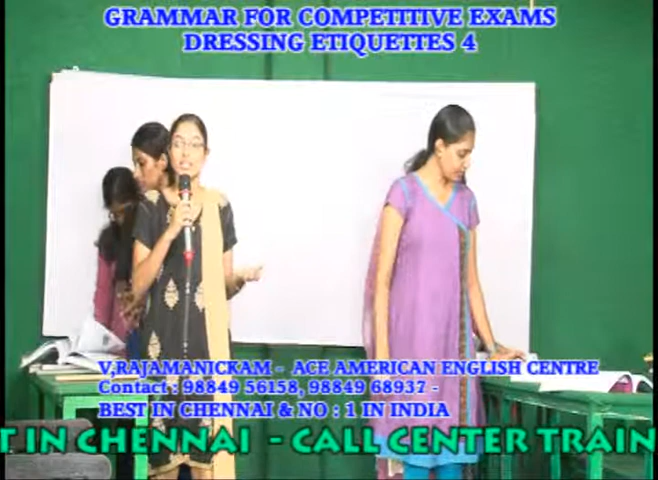 GRAMMAR FOR COMPETITIVE EXAMS
DRESSING ETIQUETTES 4
V,RAJAMANICKAM - ACE AMERICAN ENGLISH CENTRE
Contact : 98849 56158, 98849 68937 -
BEST IN CHENNAI & NO : 1 IN INDIA
T IN CHENNAI - CALL CENTER TRAIN